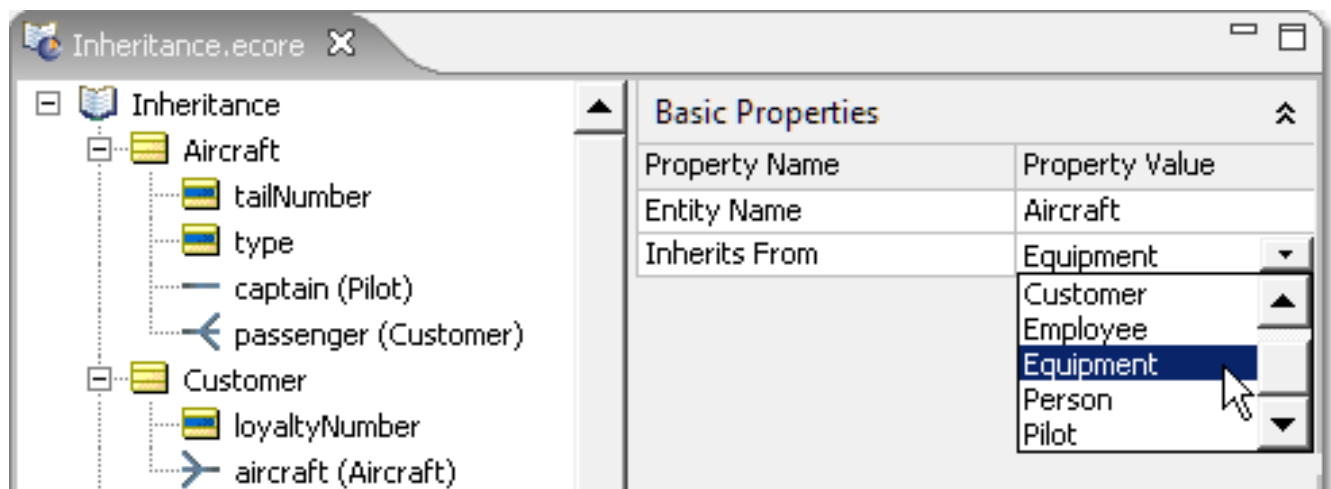 Inheritance.ecore
Inheritance
Aircraft
tailNumber
type
captain (Pilot)
passenger (Customer)
Customer
loyaltyNumber
aircraft (Aircraft)
Basic Properties
Property Name Property Value
Entity Name Aircraft
Inherits From Equipment
Customer
Employee
Equipment
Person
Pilot